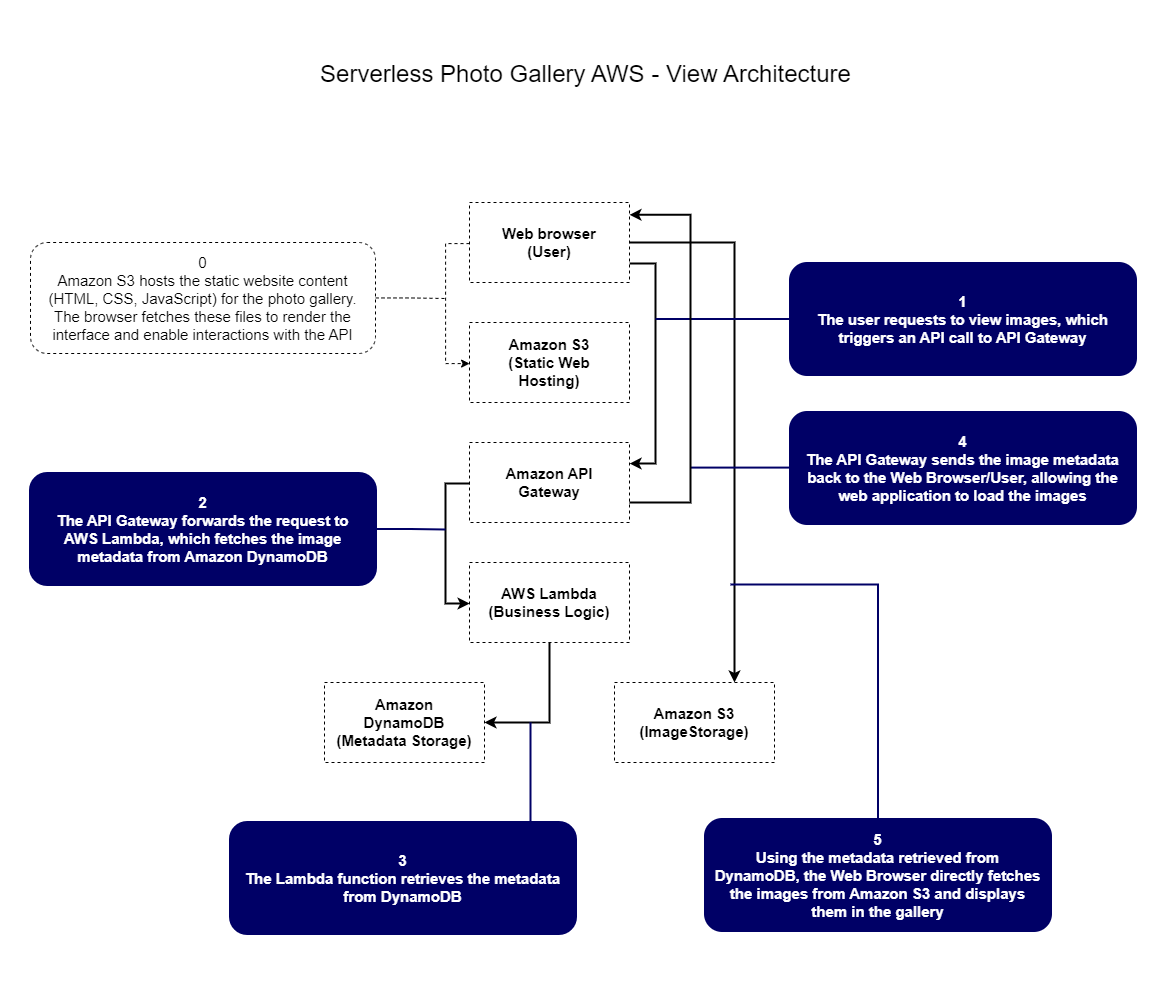 Serverless Photo Gallery AWS - View Architecture
Web browser
(User)
0
Amazon S3 hosts the static website content
(HTML, CSS, JavaScript) for the photo gallery.
The browser fetches these files to render the
interface and enable interactions with the API
1
The user requests to view images, which
triggers an API call to API Gateway
Amazon S3
(Static Web
Hosting)
4
The API Gateway sends the image metadata
back to the Web Browser/User, allowing the
web application to load the images
Amazon API
Gateway
2
The API Gateway forwards the request to
AWS Lambda, which fetches the image
metadata from Amazon DynamoDB
AWS Lambda
(Business Logic)
Amazon
DynamoDB
(Metadata Storage)
Amazon S3
(ImageStorage)
3
The Lambda function retrieves the metadata
from DynamoDB
5
Using the metadata retrieved from
DynamoDB, the Web Browser directly fetches
the images from Amazon S3 and displays
them in the gallery